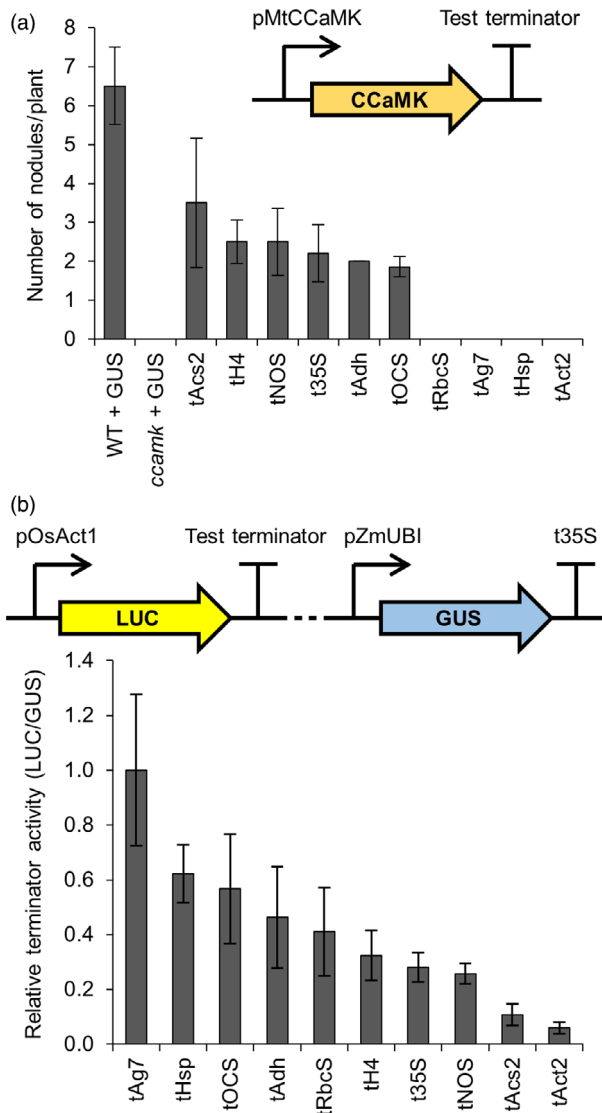 (a)
pMtCCaMK Test terminator
CCaMK
Number of nodules/plant
8
7
6
5
4
3
2
1
0
WT + GUS
ccamk + GUS
tAcs2
tH4
tNOS
t35S
tAdh
tOCS
tRbcS
tAg7
tHsp
tAct2
(b)
pOsAct1 Test terminator pZmUBI t35S
LUC GUS
Relative terminator activity (LUC/GUS)
1.4
1.2
1.0
0.8
0.6
0.4
0.2
0.0
tAg7
tHsp
tOCS
tAdh
tRbcS
tH4
t35S
tNOS
tAcs2
tAct2